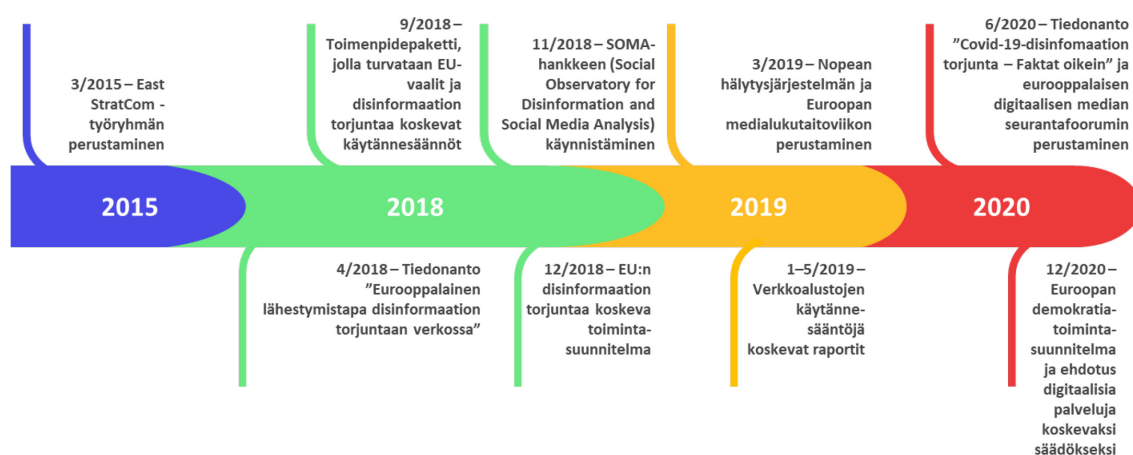 3/2015 – East
StratCom -
työryhmän
perustaminen
9/2018 –
Toimenpidepaketti,
jolla turvataan EU-
vaalit ja
disinformaation
torjuntaa koskevat
käytännesäännöt
11/2018 – SOMA-
hankkeen (Social
Observatory for
Disinformation and
Social Media Analysis)
käynnistäminen
3/2019 – Nopean
hälytysjärjestelmän ja
Euroopan
medialukutaitoviikon
perustaminen
6/2020 – Tiedonanto
”Covid-19-disinfomaation
torjunta – Faktat oikein” ja
eurooppalaisen
digitaalisen median
seurantafoorumin
perustaminen
2015
2018
2019
2020
4/2018 – Tiedonanto
”Eurooppalainen
lähestymistapa disinformaation
torjuntaan verkossa”
12/2018 – EU:n
disinformaation
torjuntaa koskeva
toiminta-
suunnitelma
1–5/2019 –
Verkkoalustojen
käytänne-
sääntöjä
koskevat raportit
12/2020 –
Euroopan
demokratia-
toiminta-
suunnitelma
ja ehdotus
digitaalisia
palveluja
koskevaksi
säädökseksi